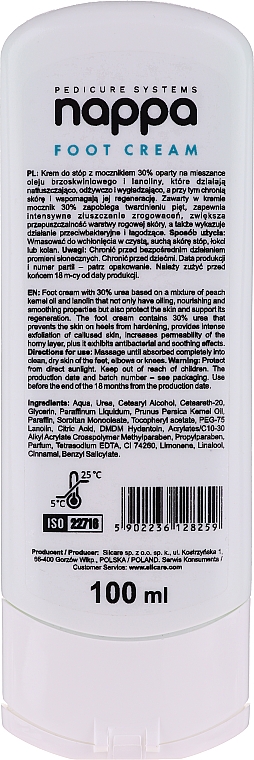 PEDICURE SYSTEMS
nappa
FOOT CREAM
PL: Krem do stóp z mocznikiem 30% oparty na mieszance
oleju brzoskwiniowego i lanoliny, które działają
natłuszczająco, odżywczo i wygładzająco, a przy tym chronią
skórę i wspomagają jej regenerację. Zawarty w kremie
mocznik 30% zapobiega twardnieniu pięt, zapewnia
intensywne złuszczenie zrogowaceń, zwiększa
przepuszczalność warstwy rogowej skóry, a także wykazuje
działanie przeciwbakteryjne i łagodzące. Sposób użycia:
Wmasować do wchłonięcia w czystą, suchą skórę stóp, łokci
lub kolan. Uwagi: Chronić przed bezpośrednim działaniem
promieni słonecznych. Chronić przed dziećmi. Data produkcji
i numer partii – patrz opakowanie. Należy zużyć przed
końcem 18 m-cy od daty produkcji.
EN: Foot cream with 30% urea based on a mixture of peach
kernel oil and lanolin that not only have oiling, nourishing and
smoothing properties but also protect the skin and support its
regeneration. The foot cream contains 30% urea that
prevents the skin on heels from hardening, provides intense
exfoliation of callused skin, increases permeability of the
horny layer, plus it exhibits antibacterial and soothing effects.
Directions for use: Massage until absorbed completely into
clean, dry skin of the feet, elbows or knees. Warning: Protect
from direct sunlight. Keep out of reach of children. The
production date and batch number – see packaging. Use
before the end of the 18 months from the production date.
Ingredients: Aqua, Urea, Cetearyl Alcohol, Ceteareth-20,
Glycerin, Paraffinum Liquidum, Prunus Persica Kernel Oil,
Paraffin, Sorbitan Monooleate, Tocopheryl Acetate, PEG-75
Lanolin, Citric Acid, DMDM Hydantoin, Acrylates/C10-30
Alkyl Acrylate Crosspolymer Methylparaben, Propylparaben,
Parfum, Tetrasodium EDTA, CI 74260, Limonene, Linalool,
Cinnamal, Benzyl Salicylate.
25°C
5°C
ISO 22716
5 902236 128259
Producent / Producer: Silcare sp. z o.o. sp. k., ul. Kostrzyńska 1,
66-400 Gorzów Wlkp., POLSKA / POLAND. Serwis Konsumenta /
Customer Service: www.silcare.com
100 ml